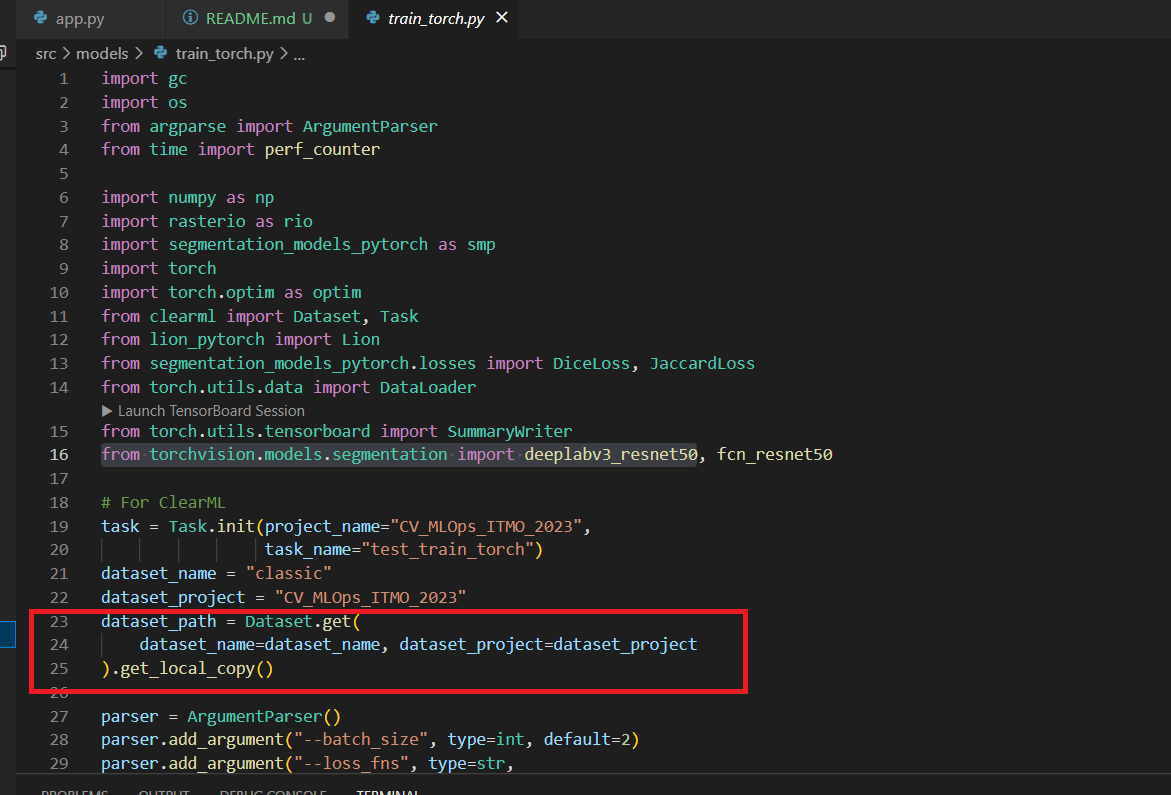 app.py README.md U train_torch.py
src > models > train_torch.py > ...
1 import gc
2 import os
3 from argparse import ArgumentParser
4 from time import perf_counter
5
6 import numpy as np
7 import rasterio as rio
8 import segmentation_models_pytorch as smp
9 import torch
10 import torch.optim as optim
11 from clearml import Dataset, Task
12 from lion_pytorch import Lion
13 from segmentation_models_pytorch.losses import DiceLoss, JaccardLoss
14 from torch.utils.data import DataLoader
Launch TensorBoard Session
15 from torch.utils.tensorboard import SummaryWriter
16 from torchvision.models.segmentation import deeplabv3_resnet50, fcn_resnet50
17
18 # For ClearML
19 task = Task.init(project_name="CV_MLOps_ITMO_2023",
20 task_name="test_train_torch")
21 dataset_name = "classic"
22 dataset_project = "CV_MLOps_ITMO_2023"
23 dataset_path = Dataset.get(
24 dataset_name=dataset_name, dataset_project=dataset_project
25 ).get_local_copy()
26
27 parser = ArgumentParser()
28 parser.add_argument("--batch_size", type=int, default=2)
29 parser.add_argument("--loss_fns", type=str,
PROBLEMS OUTPUT DEBUG CONSOLE TERMINAL